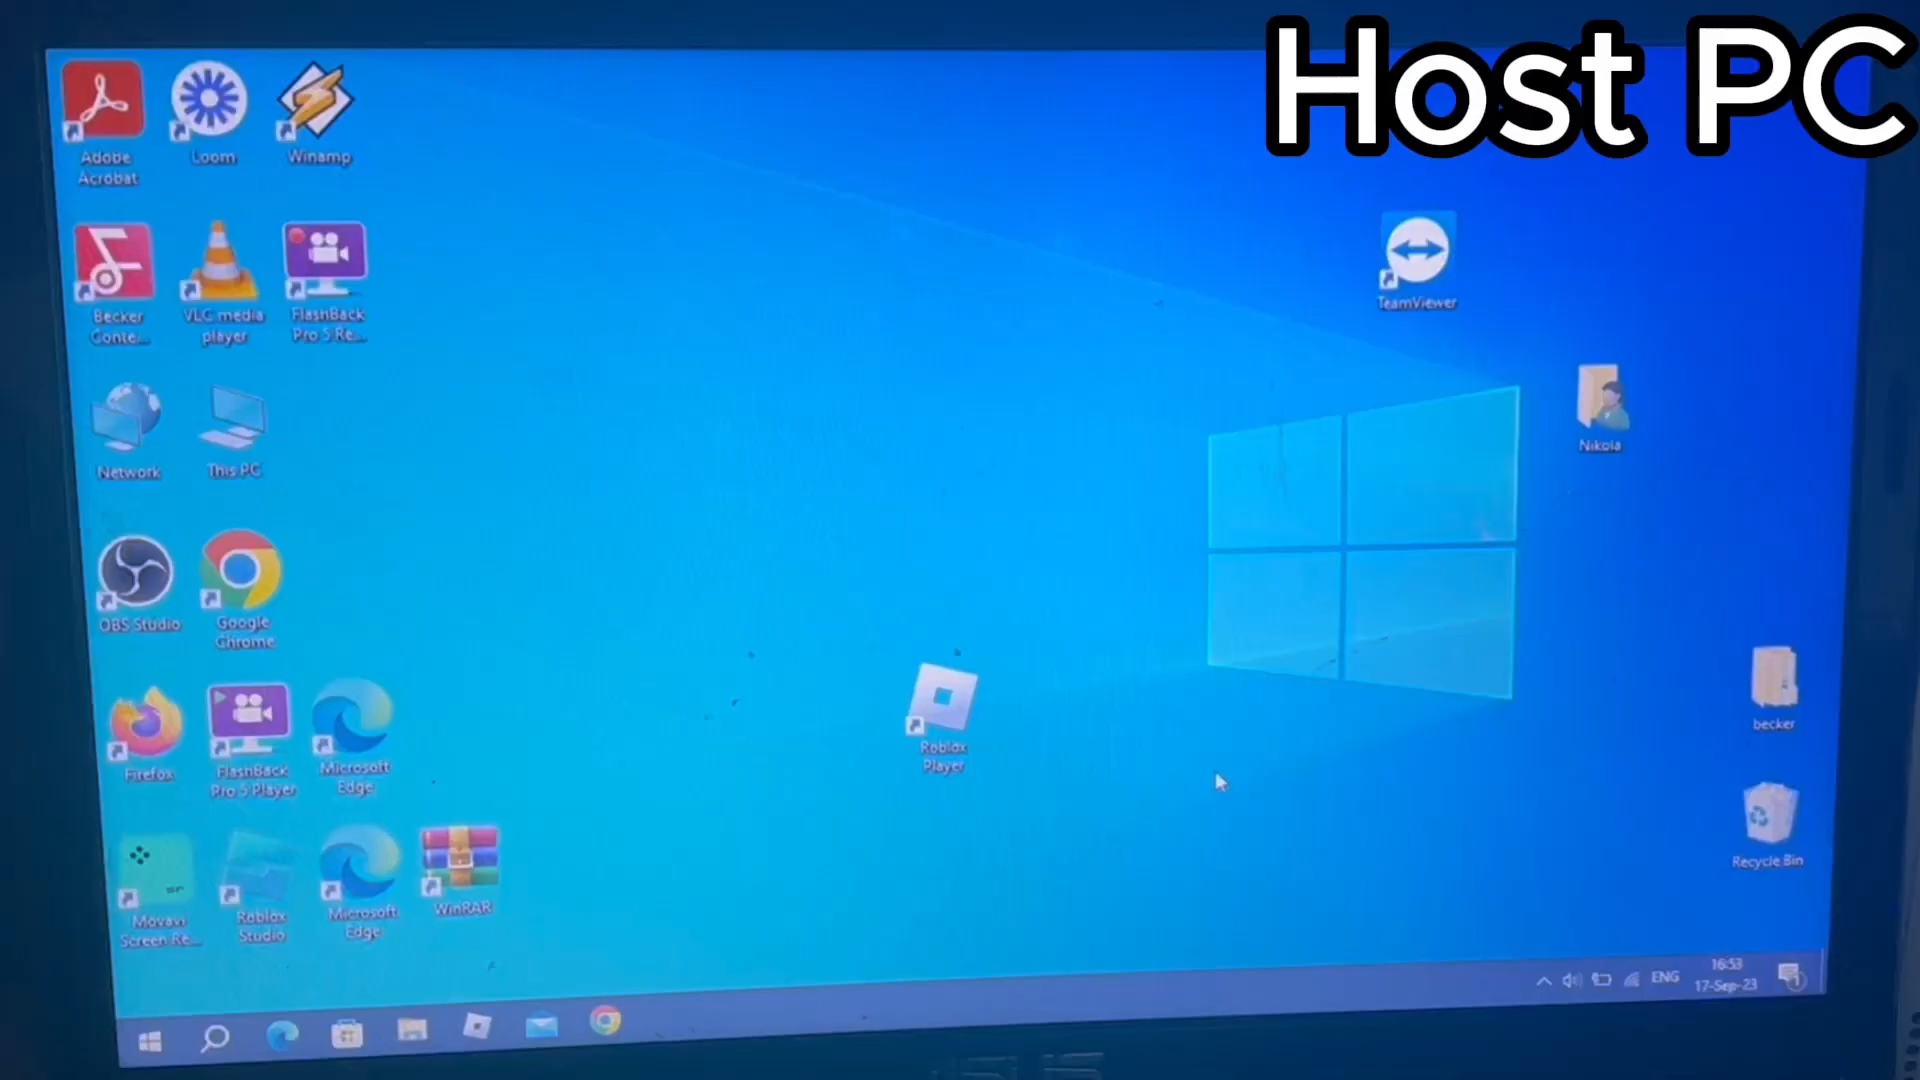 Host PC
Adobe
Acrobat
Loom
Winamp
Becker
Conte...
VLC media
player
FlashBack
Pro 5 Re...
TeamViewer
Nikola
Network
This PC
OBS Studio
Google
Chrome
Firefox
FlashBack
Pro 5 Player
Microsoft
Edge
Roblox
Player
becker
Movavi
Screen Re...
Roblox
Studio
Microsoft
Edge
WinRAR
Recycle Bin
ENG
16:53
17-Sep-23
1